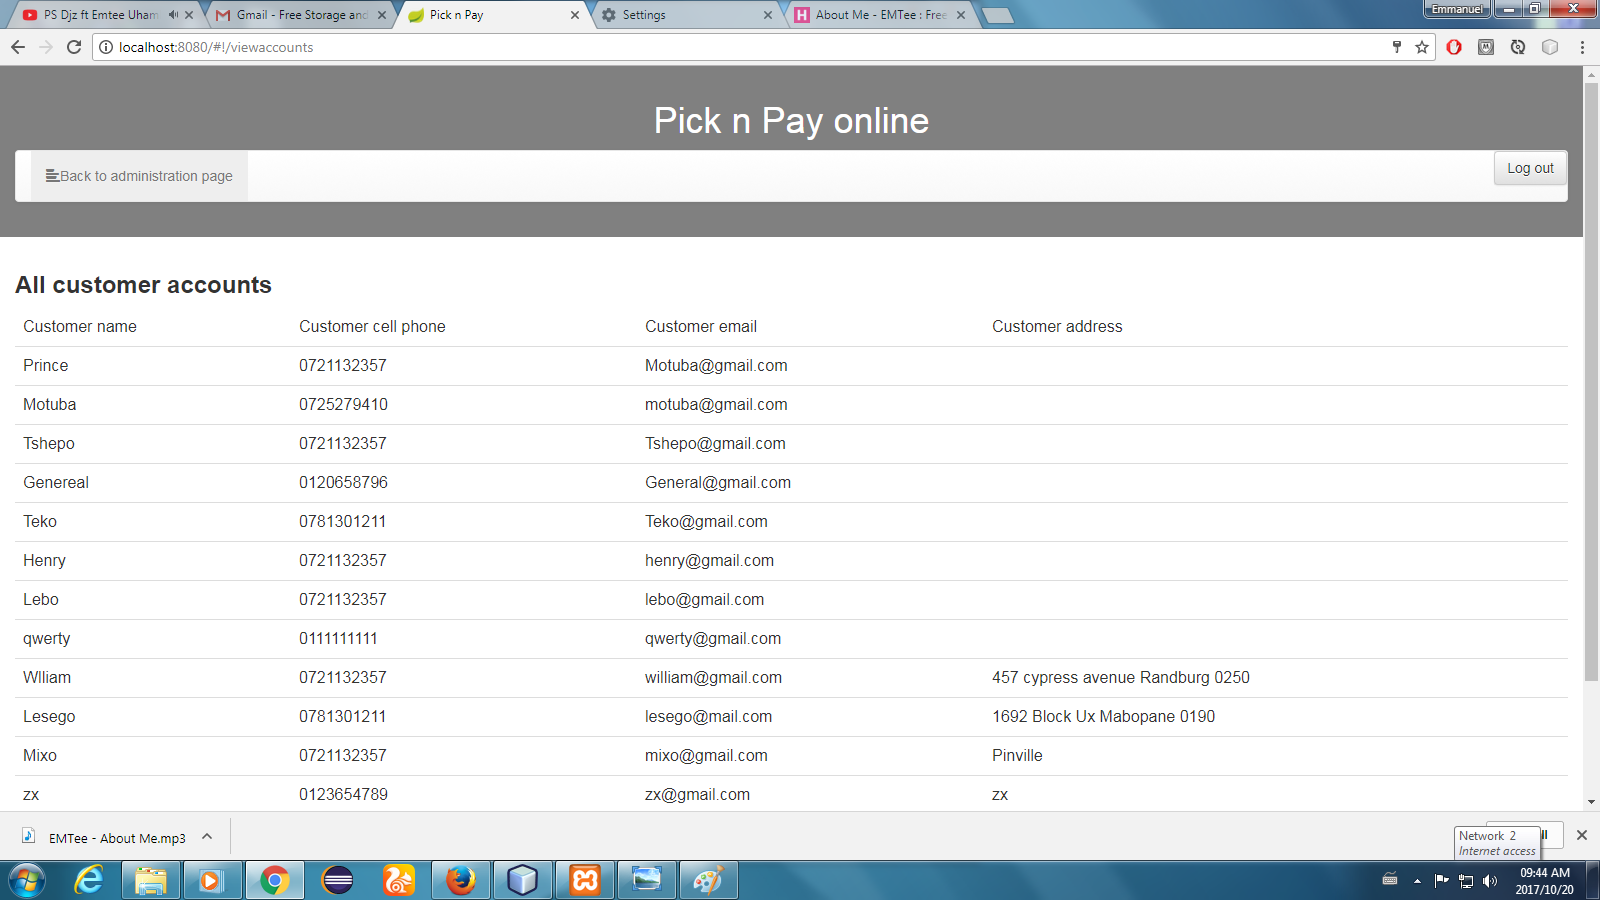 PS Djz ft Emtee Uham
Gmail - Free Storage and
Pick n Pay
Settings
About Me - EMTee : Free
Emmanuel
localhost:8080/#!/viewaccounts
Pick n Pay online
Back to administration page
Log out
All customer accounts
Customer name Customer cell phone Customer email Customer address
Prince 0721132357 Motuba@gmail.com
Motuba 0725279410 motuba@gmail.com
Tshepo 0721132357 Tshepo@gmail.com
Genereal 0120658796 General@gmail.com
Teko 0781301211 Teko@gmail.com
Henry 0721132357 henry@gmail.com
Lebo 0721132357 lebo@gmail.com
qwerty 0111111111 qwerty@gmail.com
Wlliam 0721132357 william@gmail.com 457 cypress avenue Randburg 0250
Lesego 0781301211 lesego@mail.com 1692 Block Ux Mabopane 0190
Mixo 0721132357 mixo@gmail.com Pinville
zx 0123654789 zx@gmail.com zx
EMTee - About Me.mp3
Network 2
Internet access
09:44 AM
2017/10/20